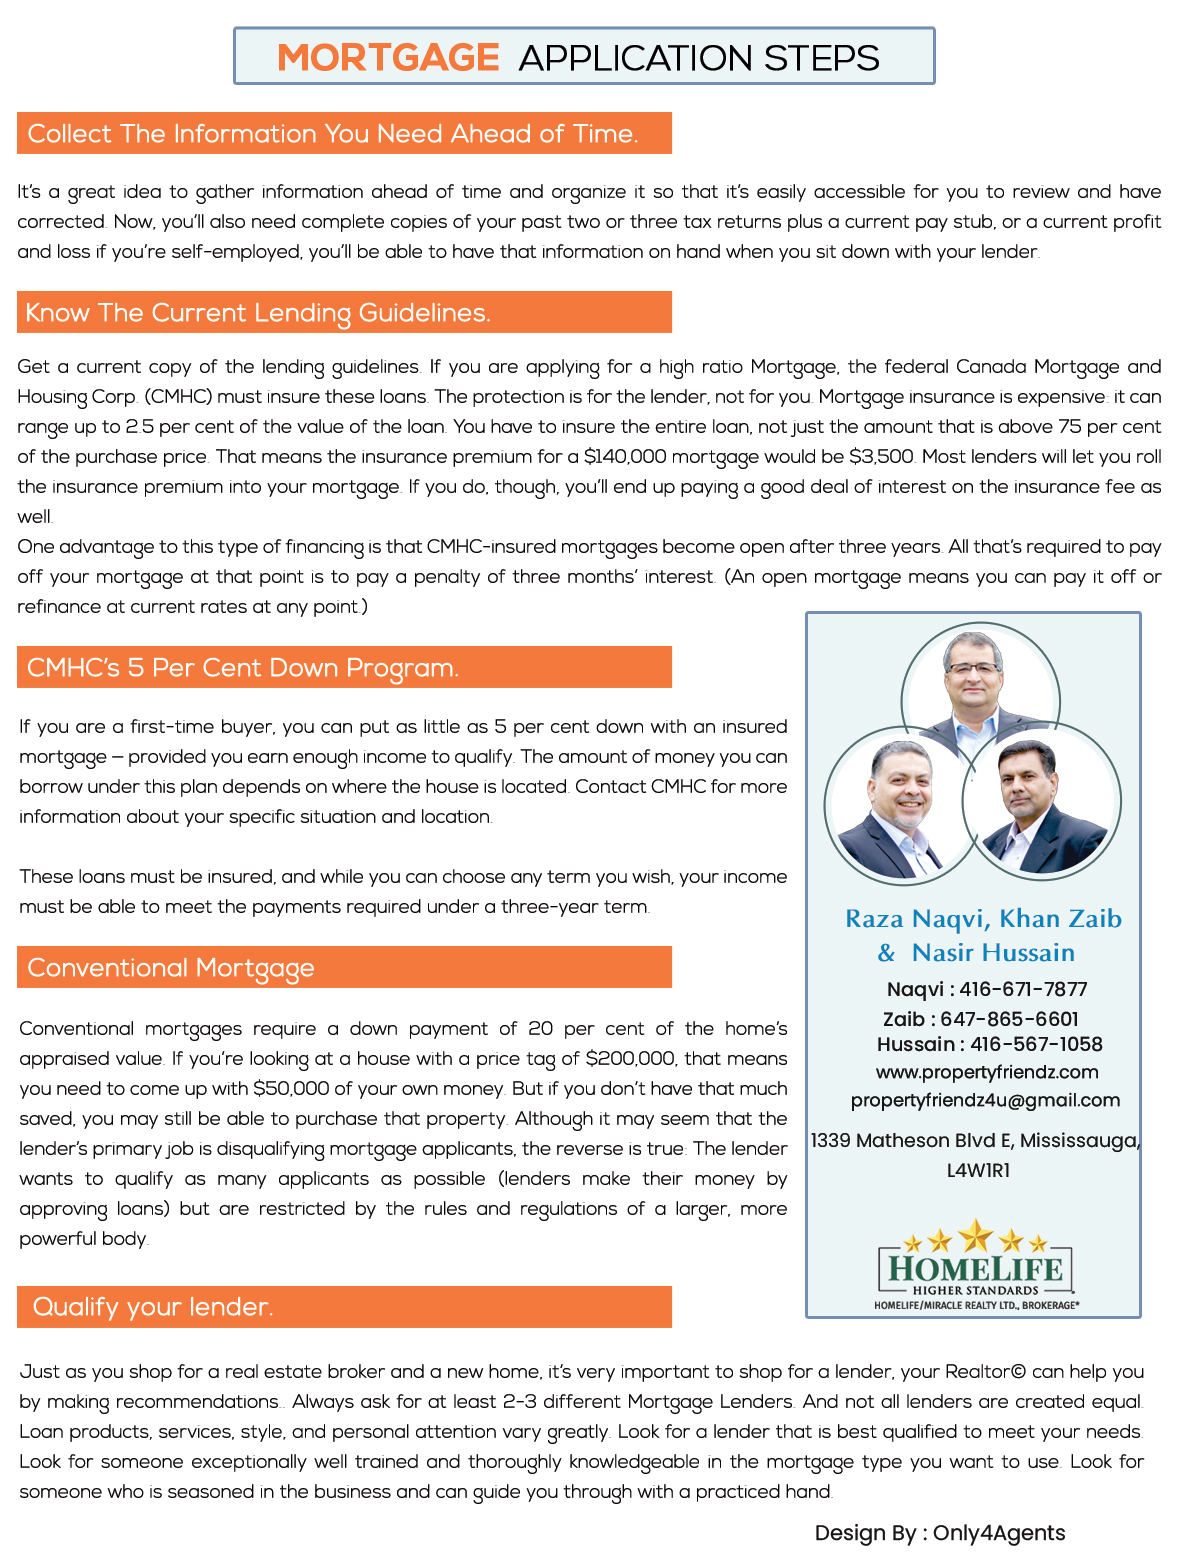 MORTGAGE APPLICATION STEPS
Collect The Information You Need Ahead of Time.
It's a great idea to gather information ahead of time and organize it so that it's easily accessible for you to review and have
corrected. Now, you'll also need complete copies of your past two or three tax returns plus a current pay stub, or a current profit
and loss if you're self-employed, you'll be able to have that information on hand when you sit down with your lender.
Know The Current Lending Guidelines.
Get a current copy of the lending guidelines. If you are applying for a high ratio Mortgage, the federal Canada Mortgage and
Housing Corp. (CMHC) must insure these loans. The protection is for the lender, not for you. Mortgage insurance is expensive: it can
range up to 2.5 per cent of the value of the loan. You have to insure the entire loan, not just the amount that is above 75 per cent
of the purchase price. That means the insurance premium for a $140,000 mortgage would be $3,500. Most lenders will let you roll
the insurance premium into your mortgage. If you do, though, you'll end up paying a good deal of interest on the insurance fee as
well.
One advantage to this type of financing is that CMHC-insured mortgages become open after three years. All that's required to pay
off your mortgage at that point is to pay a penalty of three months' interest. (An open mortgage means you can pay it off or
refinance at current rates at any point.)
CMHC's 5 Per Cent Down Program.
If you are a first-time buyer, you can put as little as 5 per cent down with an insured
mortgage — provided you earn enough income to qualify. The amount of money you can
borrow under this plan depends on where the house is located. Contact CMHC for more
information about your specific situation and location.
These loans must be insured, and while you can choose any term you wish, your income
must be able to meet the payments required under a three-year term.
Conventional Mortgage
Conventional mortgages require a down payment of 20 per cent of the home's
appraised value. If you're looking at a house with a price tag of $200,000, that means
you need to come up with $50,000 of your own money. But if you don't have that much
saved, you may still be able to purchase that property. Although it may seem that the
lender's primary job is disqualifying mortgage applicants, the reverse is true: The lender
wants to qualify as many applicants as possible (lenders make their money by
approving loans) but are restricted by the rules and regulations of a larger, more
powerful body.
Raza Naqvi, Khan Zaib
& Nasir Hussain
Naqvi : 416-671-7877
Zaib : 647-865-6601
Hussain : 416-567-1058
www.propertyfriendz.com
propertyfriendz4u@gmail.com
1339 Matheson Blvd E, Mississauga,
L4W1R1
HOMELIFE
HIGHER STANDARDS
HOMELIFE/MIRACLE REALTY LTD., BROKERAGE*
Qualify your lender.
Just as you shop for a real estate broker and a new home, it's very important to shop for a lender, your Realtor© can help you
by making recommendations.. Always ask for at least 2-3 different Mortgage Lenders. And not all lenders are created equal.
Loan products, services, style, and personal attention vary greatly. Look for a lender that is best qualified to meet your needs.
Look for someone exceptionally well trained and thoroughly knowledgeable in the mortgage type you want to use. Look for
someone who is seasoned in the business and can guide you through with a practiced hand.
Design By : Only4Agents